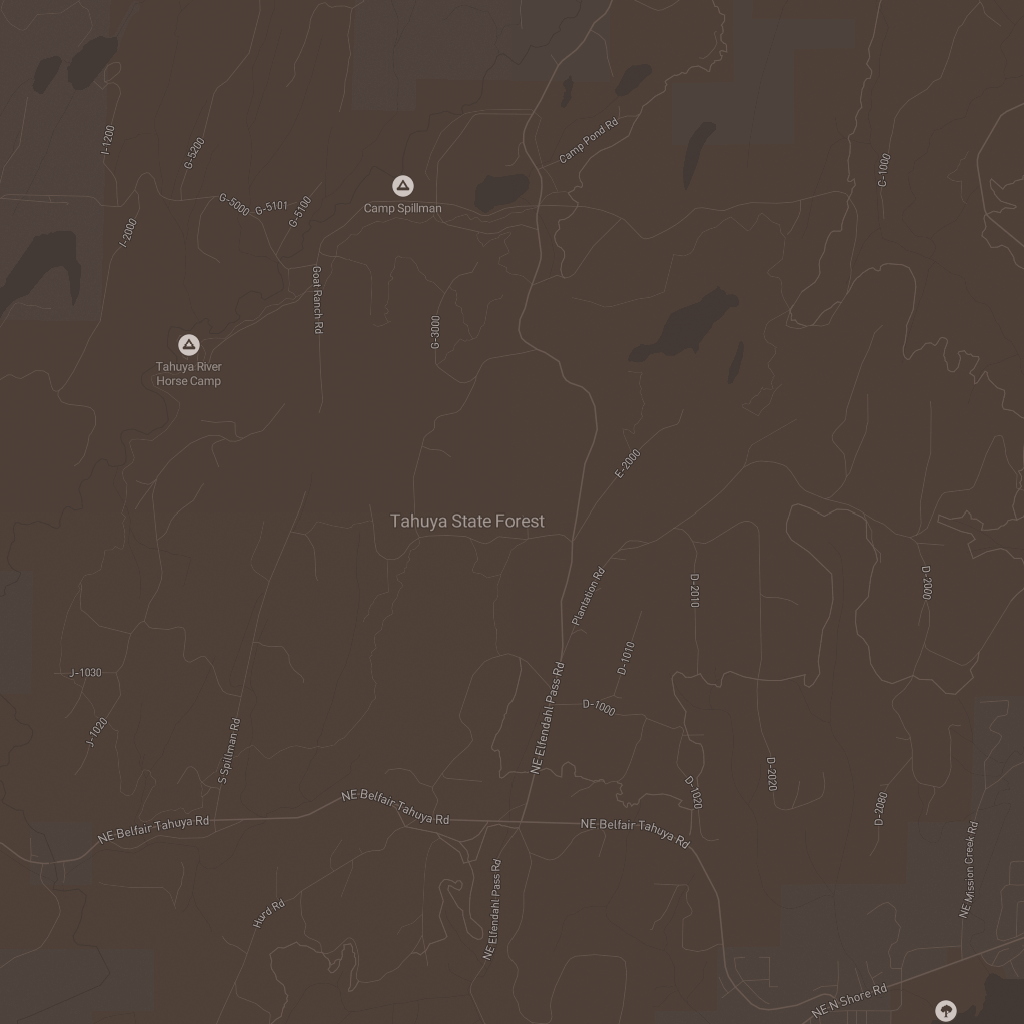 I-1200
G-5200
Camp Pond Rd
C-1000
Camp Spillman
G-5000
G-5101
G-5100
I-2000
Goat Ranch Rd
G-3000
Tahuya River
Horse Camp
E-2000
Tahuya State Forest
Plantation Rd
D-2010
D-2000
D-1010
J-1030
NE Elfendahl Pass Rd
D-1000
J-1020
S Spillman Rd
D-1020
D-2020
D-2080
NE Belfair Tahuya Rd
NE Belfair Tahuya Rd
NE Belfair Tahuya Rd
NE Mission Creek Rd
NE Elfendahl Pass Rd
Hurd Rd
NE N Shore Rd